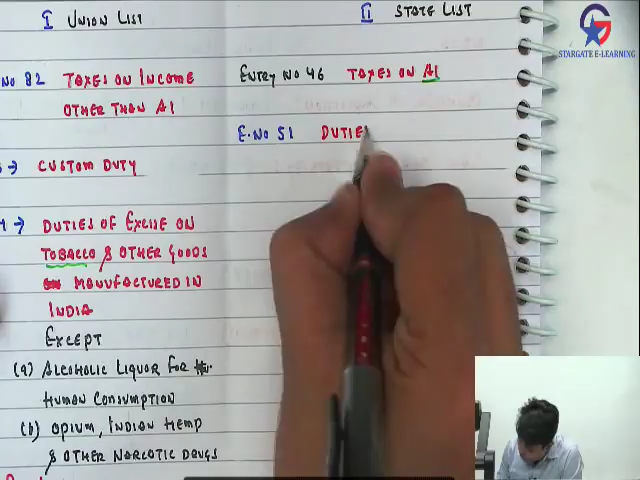 I UNION LIST
II STATE LIST
STARGATE E-LEARNING
No 82 TAXES ON INCOME
OTHER THAN AI
ENTRY NO 46 TAXES ON AI
E.NO 51 DUTIE
→ CUSTOM DUTY
→ DUTIES OF EXCISE ON
TOBACCO & OTHER GOODS
MANUFACTURED IN
INDIA
EXCEPT
(a) ALCOHOLIC LIQUOR FOR
HUMAN CONSUMPTION
(b) OPIUM, INDIAN HEMP
& OTHER NARCOTIC DRUGS